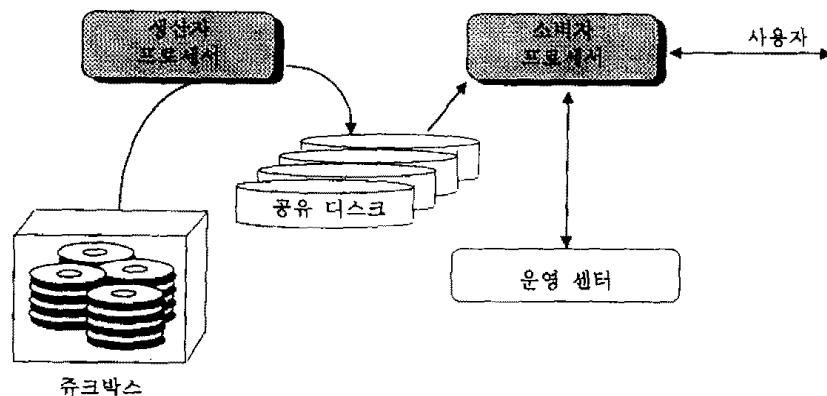 생산자
프로세서
소비자
프로세서
사용자
공유 디스크
운영 센터
쥬크박스